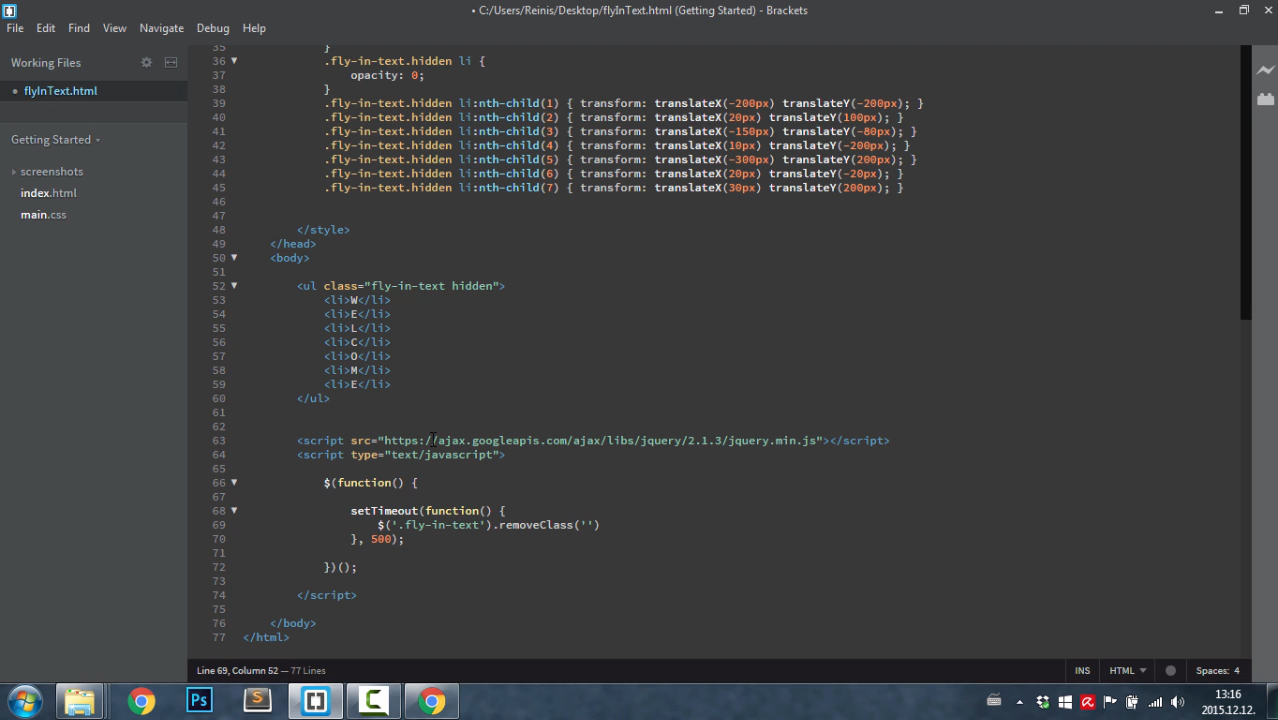 • C:/Users/Reinis/Desktop/flyInText.html (Getting Started) - Brackets
File Edit Find View Navigate Debug Help
Working Files
• flyInText.html
Getting Started
screenshots
index.html
main.css
35 }
36 .fly-in-text.hidden li {
37 opacity: 0;
38 }
39 .fly-in-text.hidden li:nth-child(1) { transform: translateX(-200px) translateY(-200px); }
40 .fly-in-text.hidden li:nth-child(2) { transform: translateX(20px) translateY(100px); }
41 .fly-in-text.hidden li:nth-child(3) { transform: translateX(-150px) translateY(-80px); }
42 .fly-in-text.hidden li:nth-child(4) { transform: translateX(10px) translateY(-200px); }
43 .fly-in-text.hidden li:nth-child(5) { transform: translateX(-300px) translateY(200px); }
44 .fly-in-text.hidden li:nth-child(6) { transform: translateX(20px) translateY(-20px); }
45 .fly-in-text.hidden li:nth-child(7) { transform: translateX(30px) translateY(200px); }
46
47
48 </style>
49 </head>
50 <body>
51
52 <ul class="fly-in-text hidden">
53 <li>W</li>
54 <li>E</li>
55 <li>L</li>
56 <li>C</li>
57 <li>O</li>
58 <li>M</li>
59 <li>E</li>
60 </ul>
61
62
63 <script src="https://ajax.googleapis.com/ajax/libs/jquery/2.1.3/jquery.min.js"></script>
64 <script type="text/javascript">
65
66 $(function() {
67
68 setTimeout(function() {
69 $('.fly-in-text').removeClass('')
70 }, 500);
71
72 })();
73
74 </script>
75
76 </body>
77 </html>
Line 69, Column 52 — 77 Lines
INS HTML Spaces: 4
Ps
S
13:16
2015.12.12.